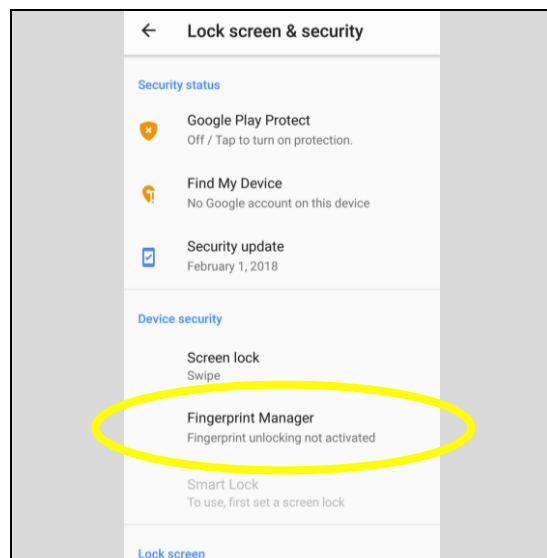 Lock screen & security
Security status
Google Play Protect
Off / Tap to turn on protection.
Find My Device
No Google account on this device
Security update
February 1, 2018
Device security
Screen lock
Swipe
Fingerprint Manager
Fingerprint unlocking not activated
Smart Lock
To use, first set a screen lock
Lock screen